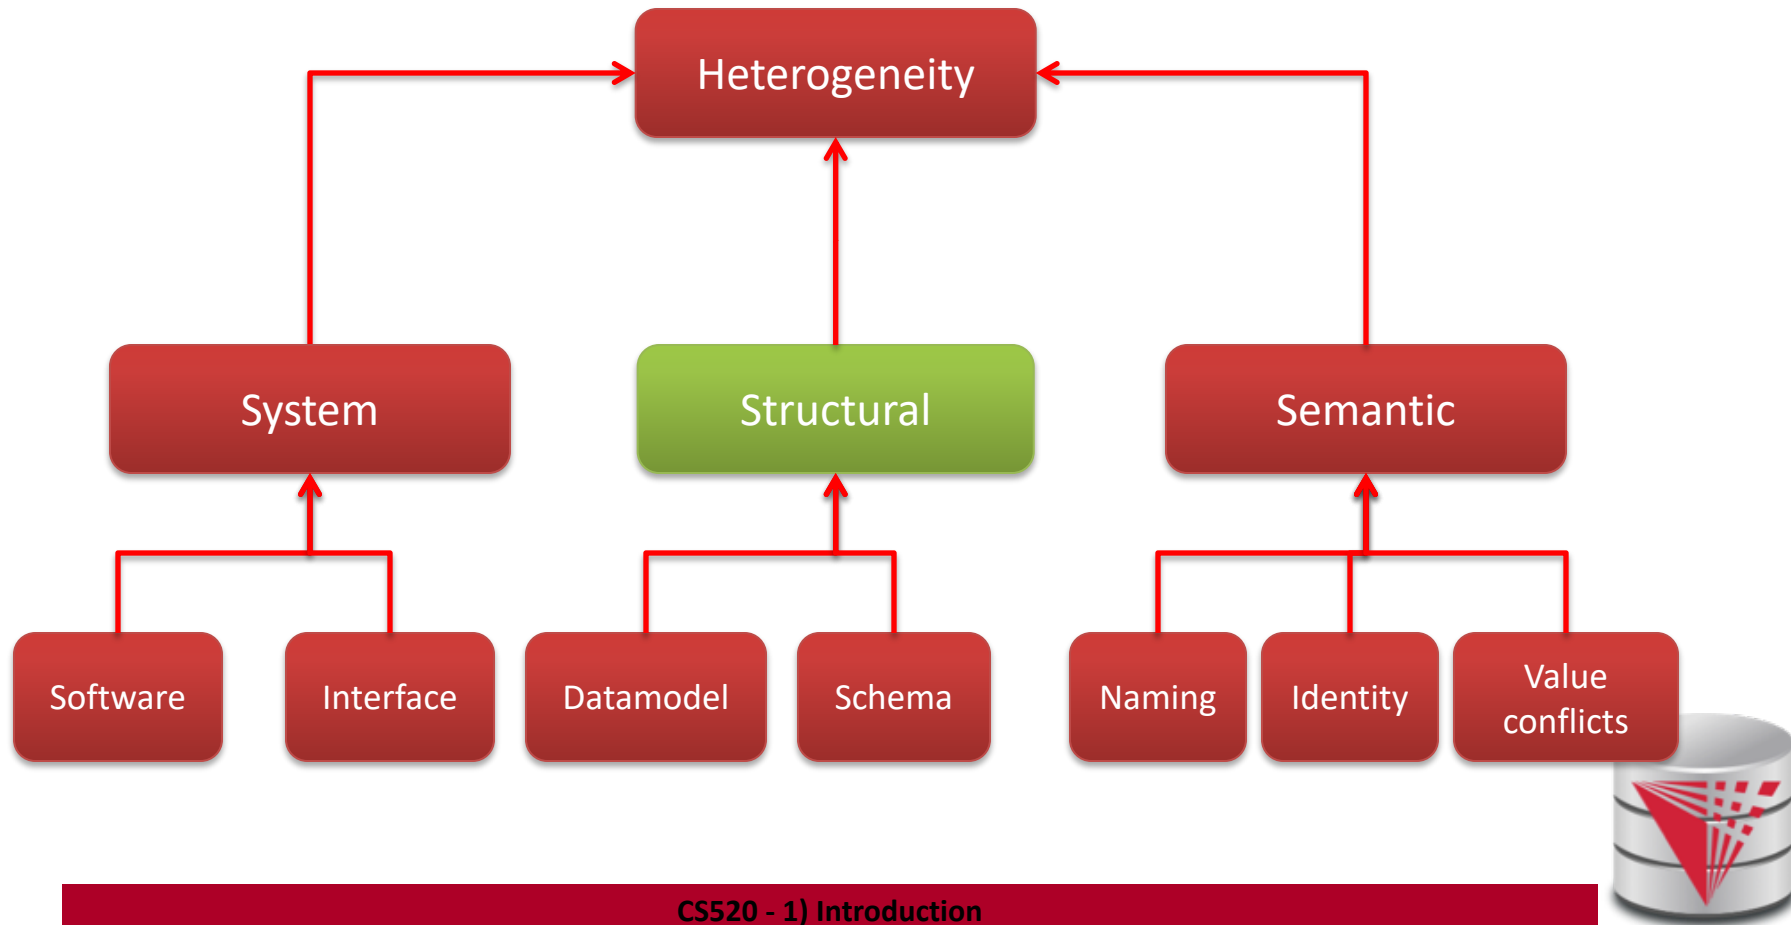 Heterogeneity
System
Structural
Semantic
Software
Interface
Datamodel
Schema
Naming
Identity
Value
conflicts
CS520 - 1) Introduction